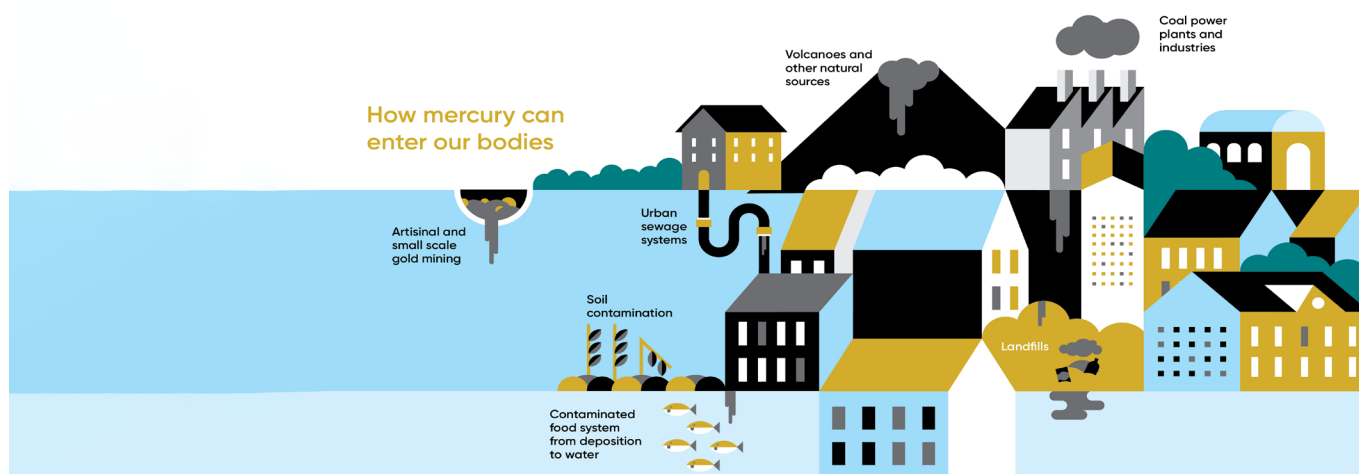 How mercury can
enter our bodies
Volcanoes and
other natural
sources
Coal power
plants and
industries
Artisinal and
small scale
gold mining
Urban
sewage
systems
Soil
contamination
Landfills
Contaminated
food system
from deposition
to water